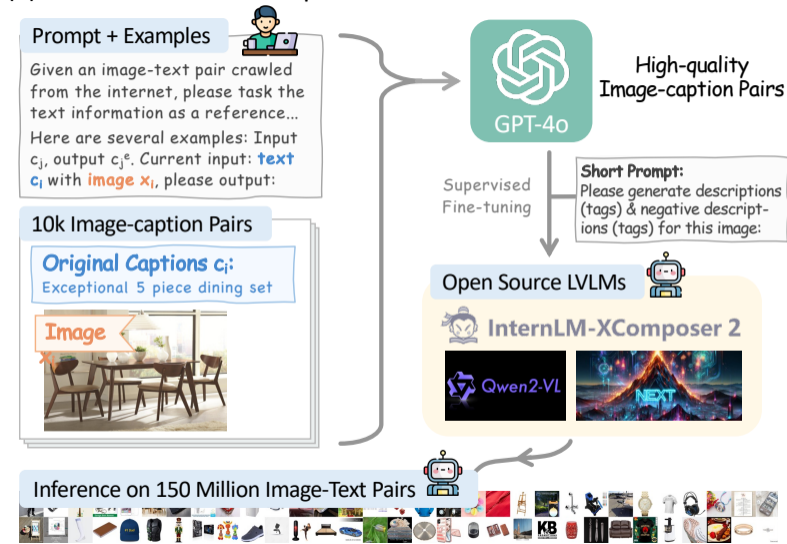 Prompt + Examples
Given an image-text pair crawled
from the internet, please task the
text information as a reference...
Here are several examples: Input
cj, output cjᵉ. Current input: text
ci with image xi, please output:
10k Image-caption Pairs
Original Captions ci:
Exceptional 5 piece dining set
Image
xi
GPT-4o
High-quality
Image-caption Pairs
Supervised
Fine-tuning
Short Prompt:
Please generate descriptions
(tags) & negative descript-
ions (tags) for this image:
Open Source LVLMs
InternLM-XComposer 2
Qwen2-VL
NEXT
Inference on 150 Million Image-Text Pairs
KB